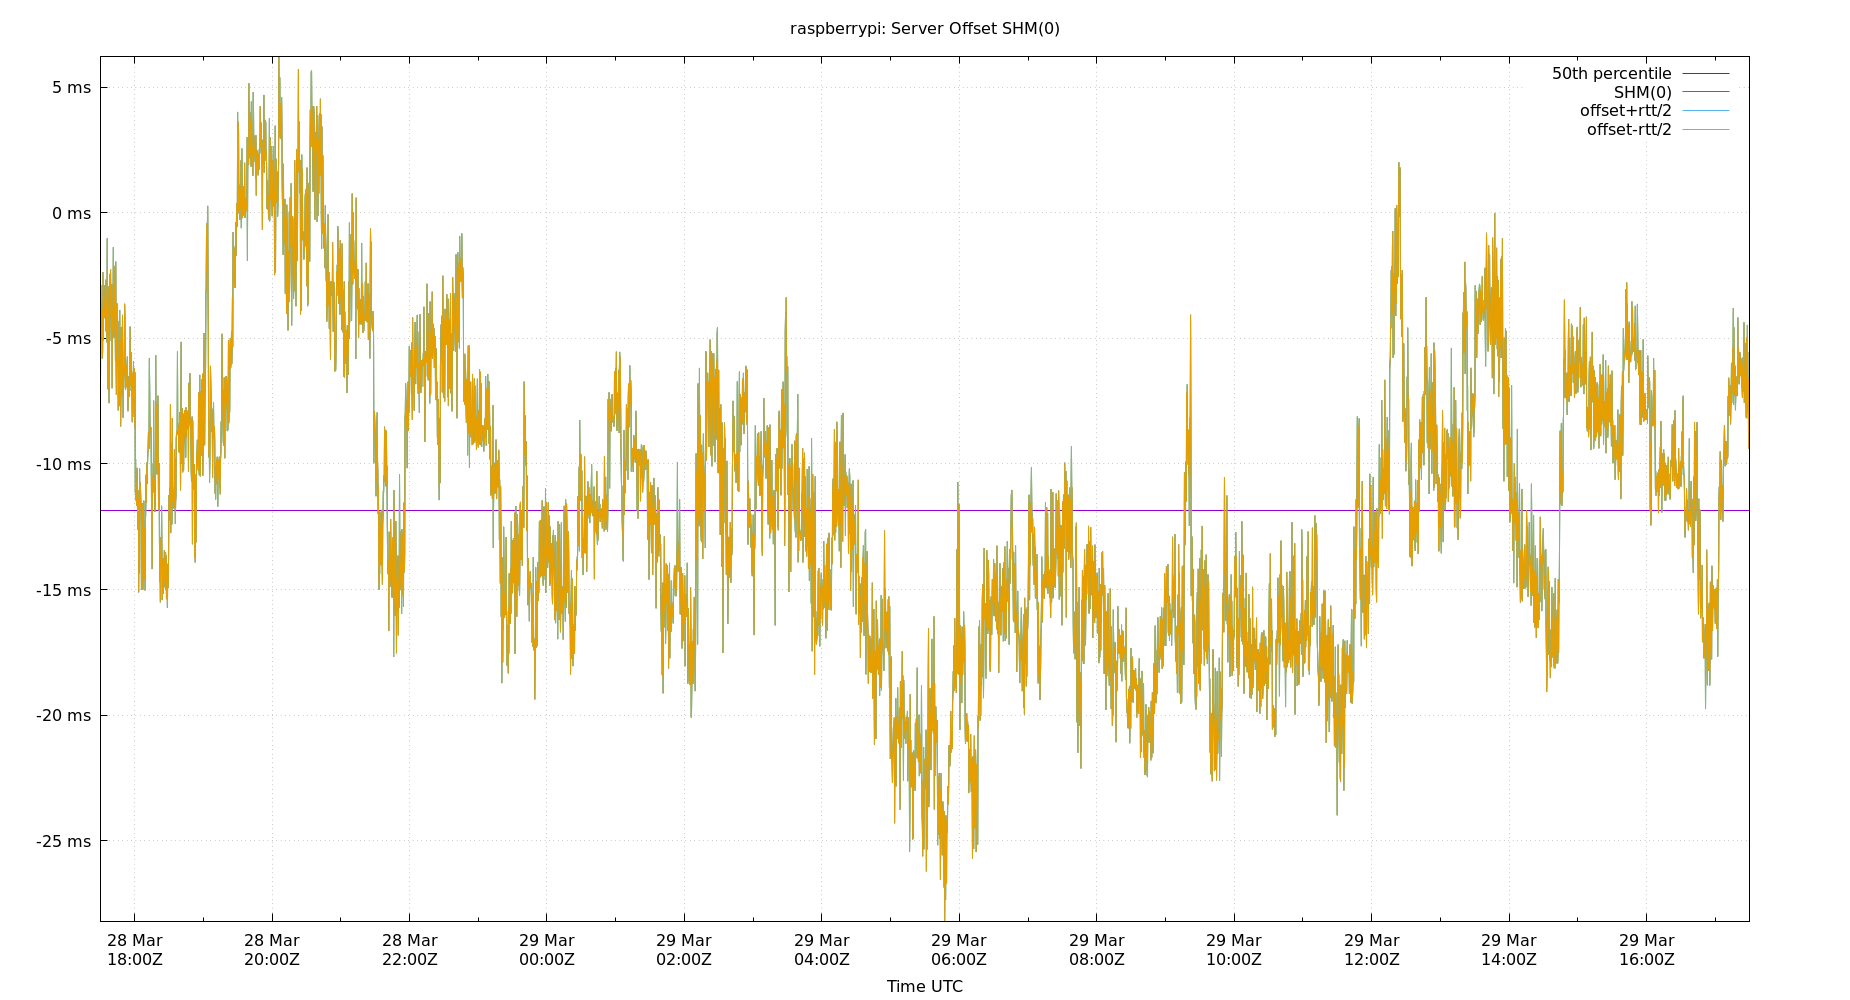 raspberrypi: Server Offset SHM(0)
50th percentile
SHM(0)
offset+rtt/2
offset-rtt/2
5 ms
0 ms
-5 ms
-10 ms
-15 ms
-20 ms
-25 ms
28 Mar 28 Mar 28 Mar 29 Mar 29 Mar 29 Mar 29 Mar 29 Mar 29 Mar 29 Mar 29 Mar 29 Mar
18:00Z 20:00Z 22:00Z 00:00Z 02:00Z 04:00Z 06:00Z 08:00Z 10:00Z 12:00Z 14:00Z 16:00Z
Time UTC